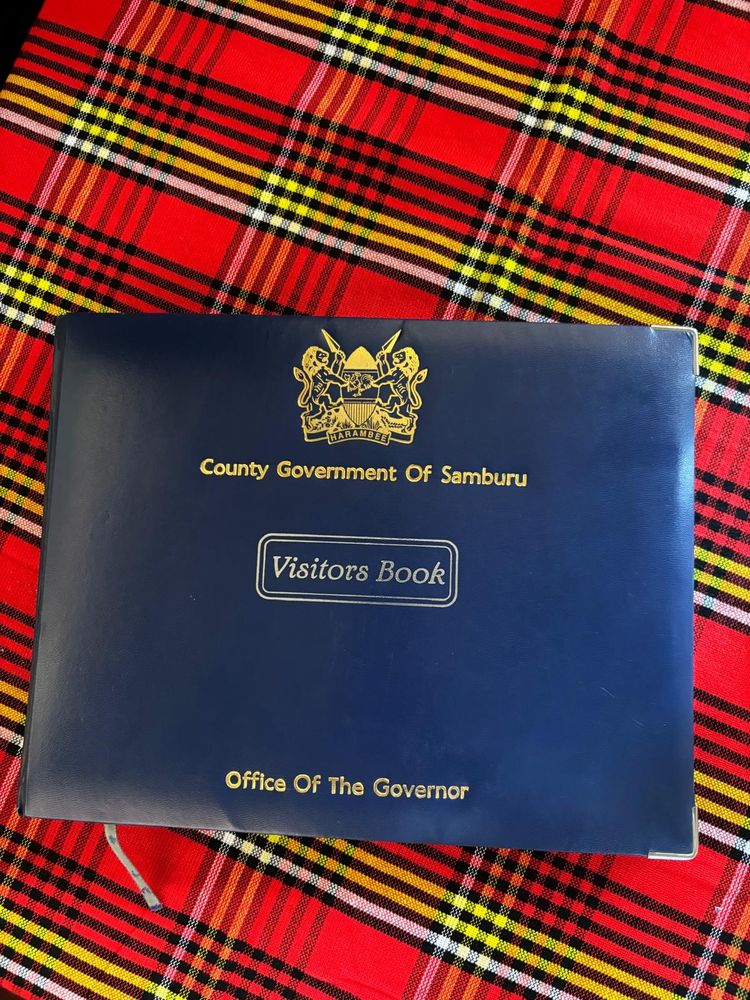 HARAMBEE
County Government Of Samburu
Visitors Book
Office Of The Governor